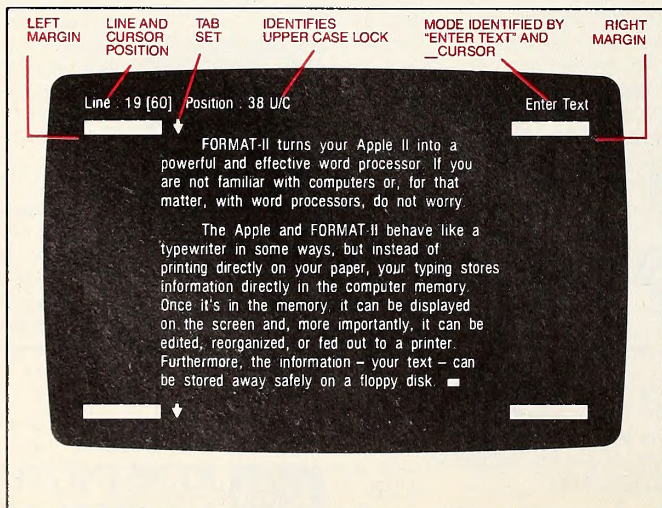 LEFT MARGIN
LINE AND CURSOR POSITION
TAB SET
IDENTIFIES UPPER CASE LOCK
MODE IDENTIFIED BY "ENTER TEXT" AND __CURSOR
RIGHT MARGIN
Line : 19 [60] Position : 38 U/C Enter Text
FORMAT-II turns your Apple II into a
powerful and effective word processor. If you
are not familiar with computers or, for that
matter, with word processors, do not worry.
The Apple and FORMAT-II behave like a
typewriter in some ways, but instead of
printing directly on your paper, your typing stores
information directly in the computer memory.
Once it's in the memory, it can be displayed
on the screen and, more importantly, it can be
edited, reorganized, or fed out to a printer.
Furthermore, the information – your text – can
be stored away safely on a floppy disk.